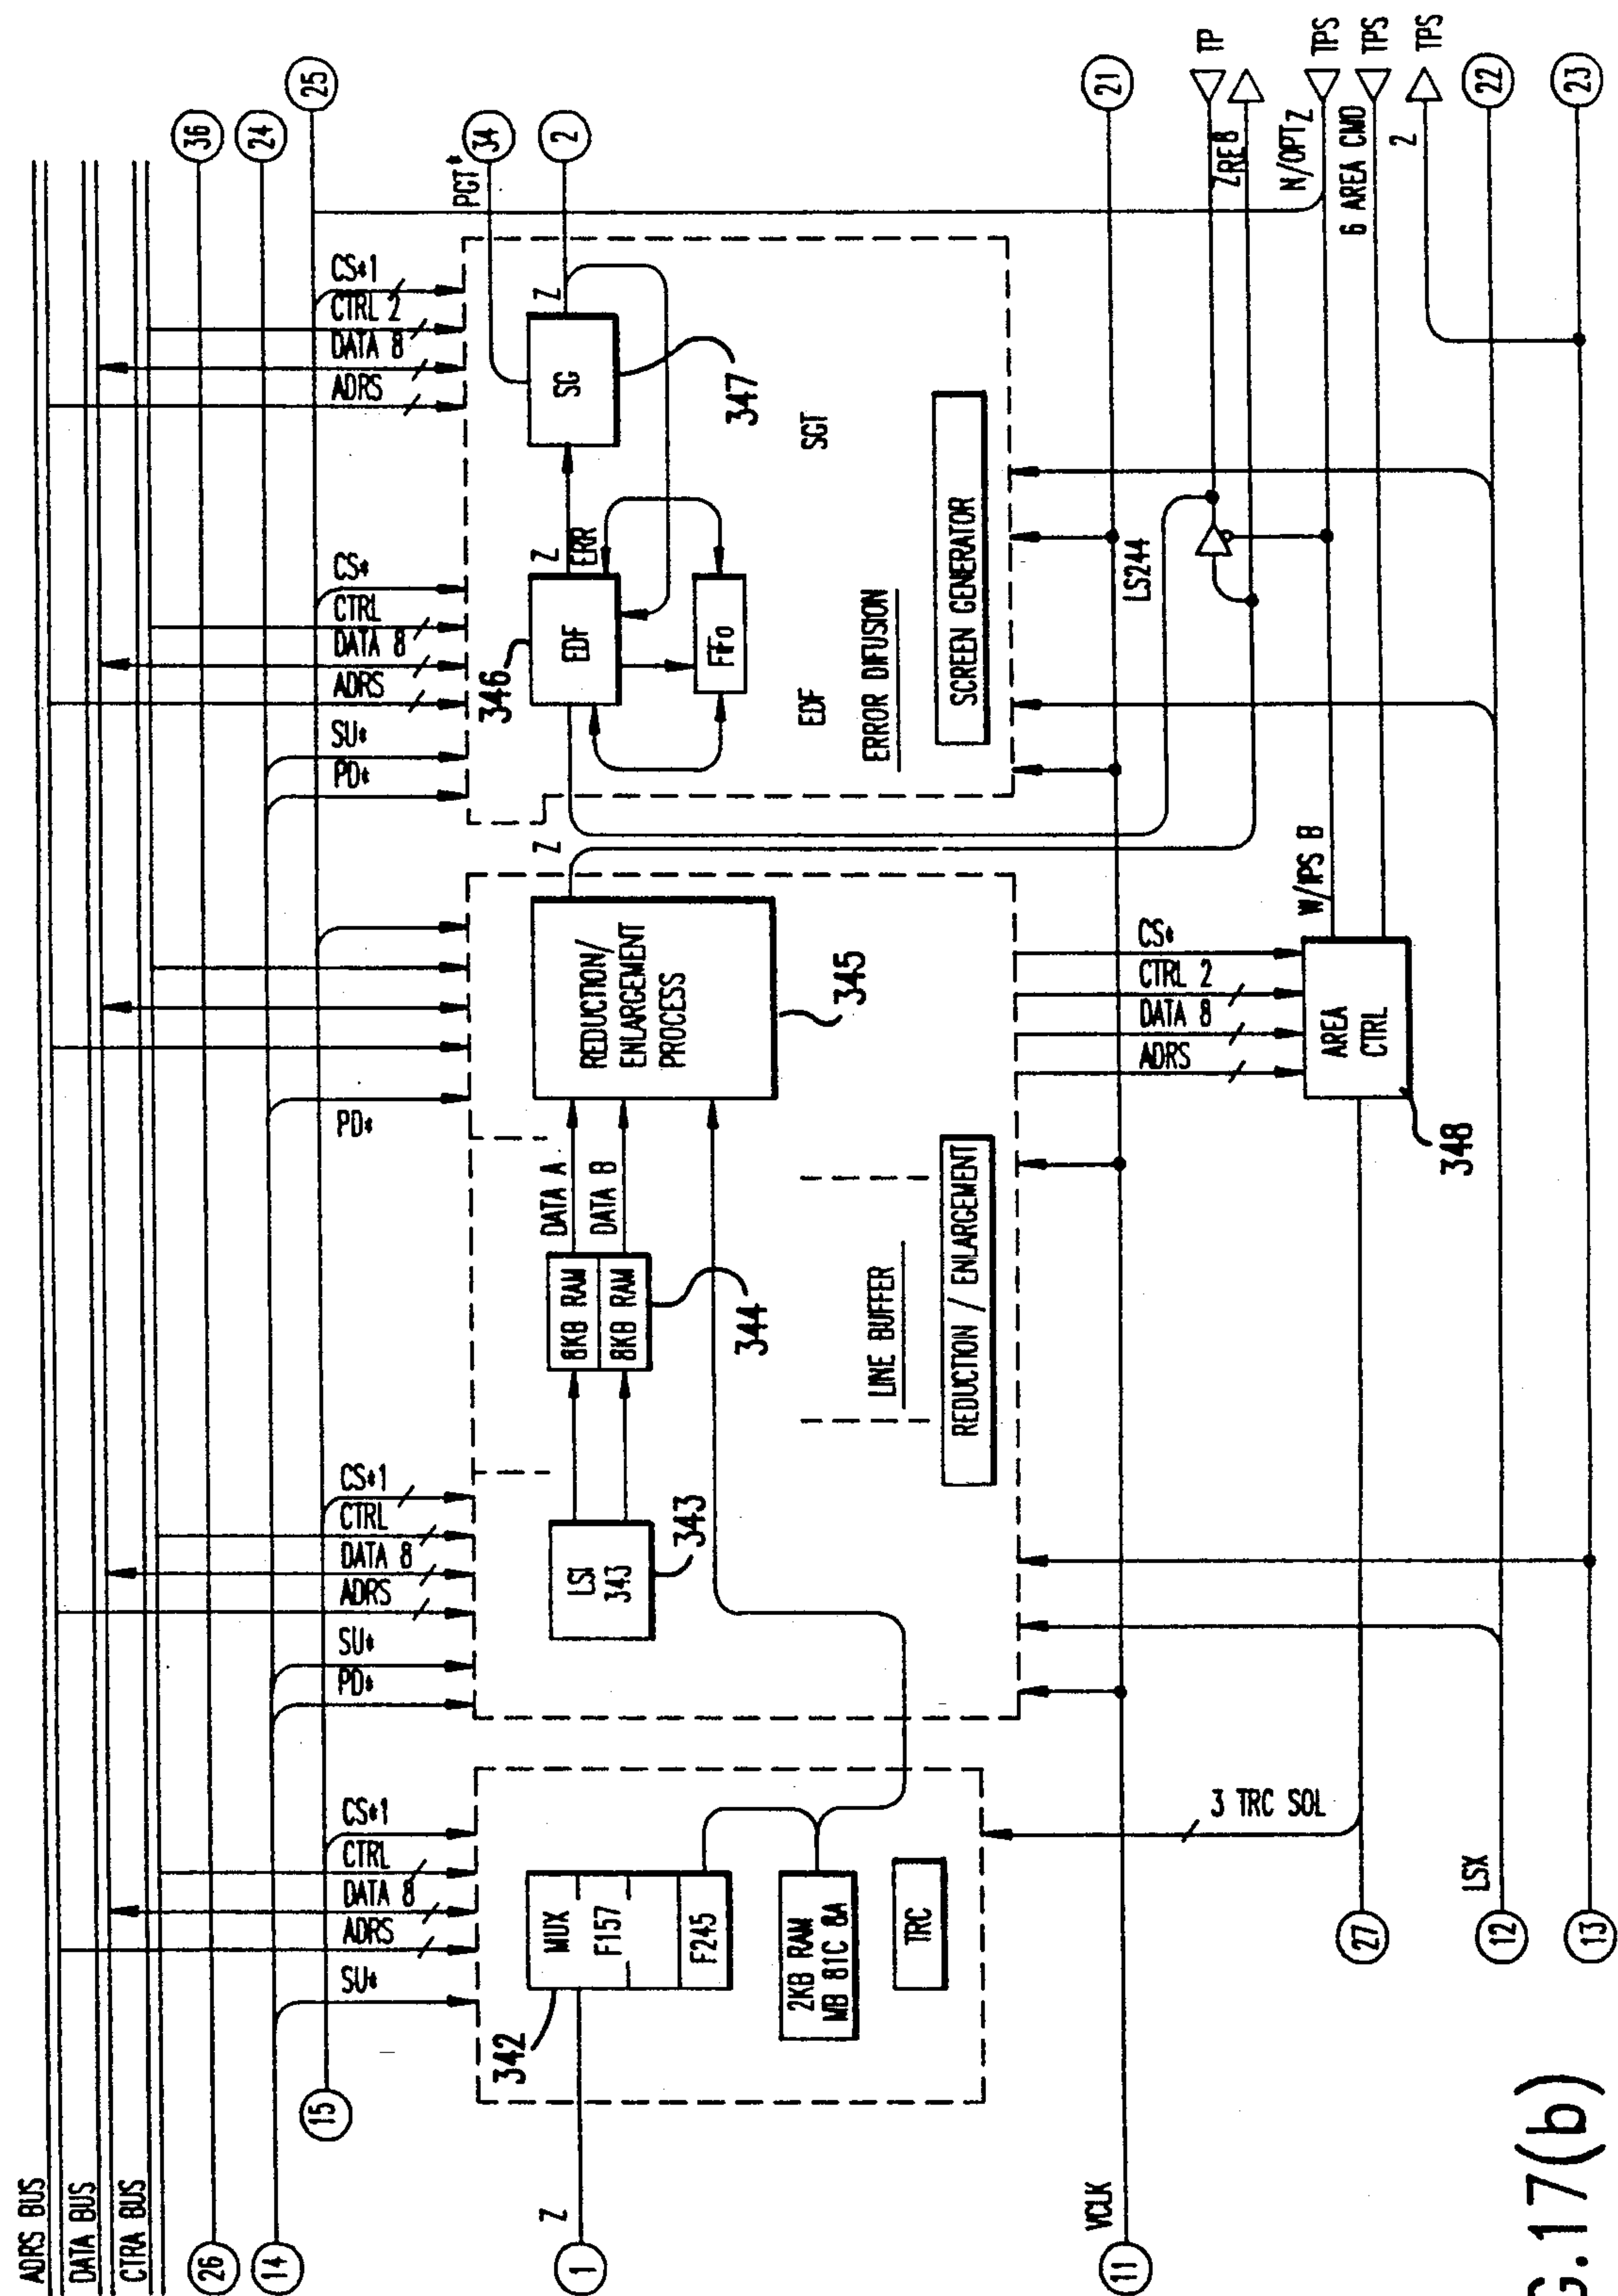 ADRS BUS
DATA BUS
CTRA BUS
26
36
14
24
15
25
SU*
ADRS
DATA 8
CTRL
CS*1
PD*
SU*
ADRS
DATA 8
CTRL
CS*1
PD*
PD*
SU*
ADRS
DATA 8
CTRL
CS*
ADRS
DATA 8
CTRL 2
CS*1
PGT*
34
1
Z
342
MUX
F157
F245
2KB RAM
MB 81C 8A
TRC
LSI
343
343
8KB RAM
8KB RAM
344
DATA A
DATA B
REDUCTION/
ENLARGEMENT
PROCESS
345
LINE BUFFER
REDUCTION / ENLARGEMENT
Z
346
EDF
Z
ERR
FiFo
SG
Z
2
347
EDF
SGT
ERROR DIFUSION
SCREEN GENERATOR
VCLK
11
21
LS244
TP
ZRE 8
3 TRC SOL
ADRS
DATA 8
CTRL 2
CS*
AREA
CTRL
348
W/IPS B
N/OPT Z
TPS
6 AREA CMD
TPS
2
TPS
27
LSX
12
22
13
23
G.17(b)